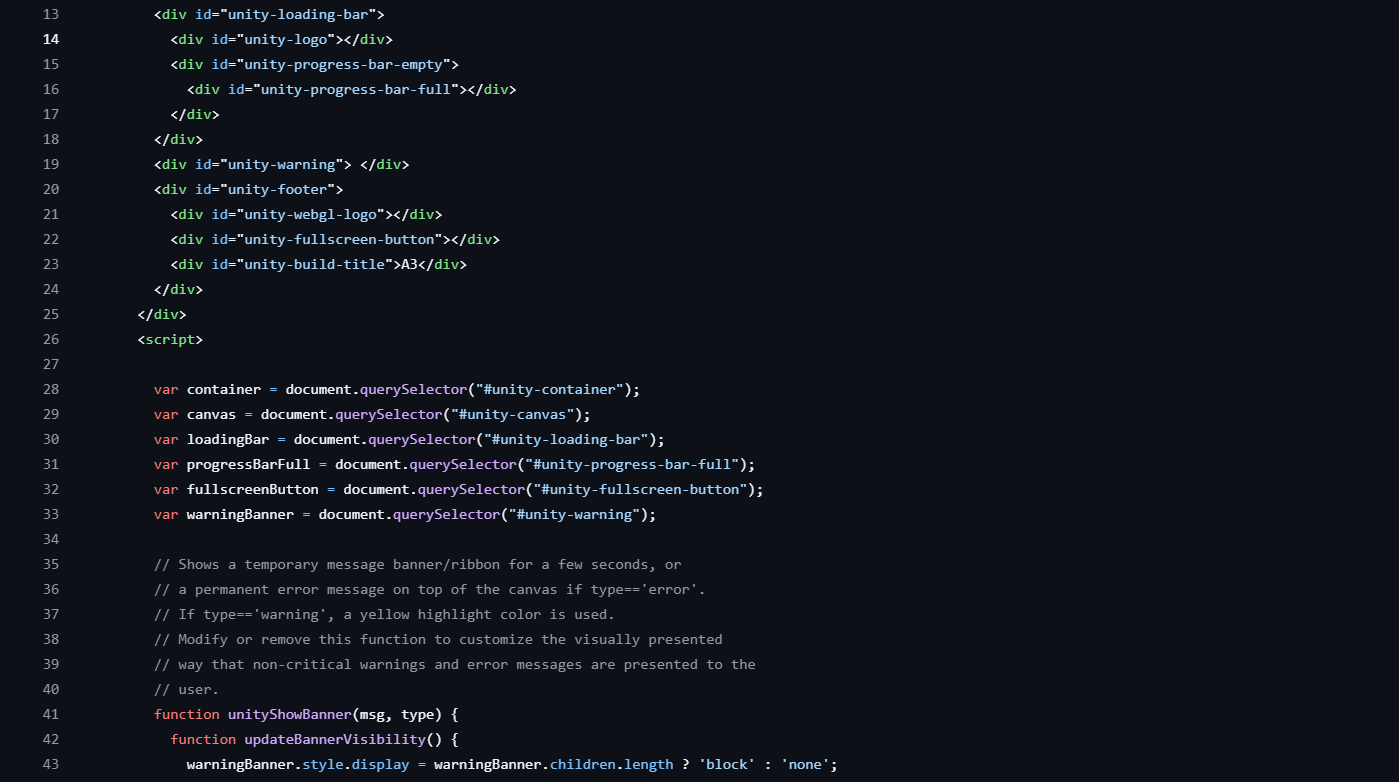 13 <div id="unity-loading-bar">
14 <div id="unity-logo"></div>
15 <div id="unity-progress-bar-empty">
16 <div id="unity-progress-bar-full"></div>
17 </div>
18 </div>
19 <div id="unity-warning"> </div>
20 <div id="unity-footer">
21 <div id="unity-webgl-logo"></div>
22 <div id="unity-fullscreen-button"></div>
23 <div id="unity-build-title">A3</div>
24 </div>
25 </div>
26 <script>
27
28 var container = document.querySelector("#unity-container");
29 var canvas = document.querySelector("#unity-canvas");
30 var loadingBar = document.querySelector("#unity-loading-bar");
31 var progressBarFull = document.querySelector("#unity-progress-bar-full");
32 var fullscreenButton = document.querySelector("#unity-fullscreen-button");
33 var warningBanner = document.querySelector("#unity-warning");
34
35 // Shows a temporary message banner/ribbon for a few seconds, or
36 // a permanent error message on top of the canvas if type=='error'.
37 // If type=='warning', a yellow highlight color is used.
38 // Modify or remove this function to customize the visually presented
39 // way that non-critical warnings and error messages are presented to the
40 // user.
41 function unityShowBanner(msg, type) {
42 function updateBannerVisibility() {
43 warningBanner.style.display = warningBanner.children.length ? 'block' : 'none';